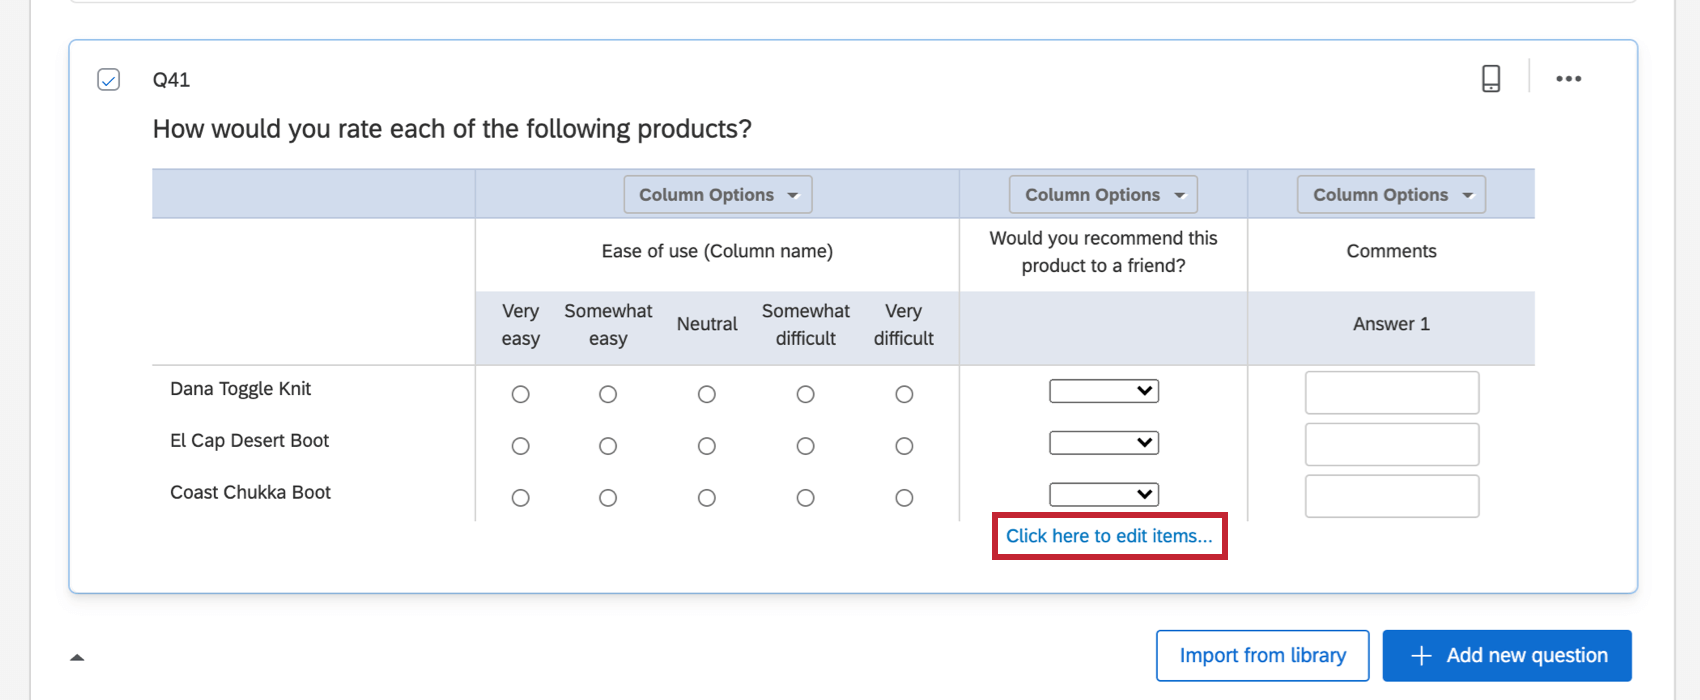 Q41
How would you rate each of the following products?
Column Options
Column Options
Column Options
Ease of use (Column name)
Would you recommend this
product to a friend?
Comments
Very
easy
Somewhat
easy
Neutral
Somewhat
difficult
Very
difficult
Answer 1
Dana Toggle Knit
El Cap Desert Boot
Coast Chukka Boot
Click here to edit items...
Import from library
Add new question